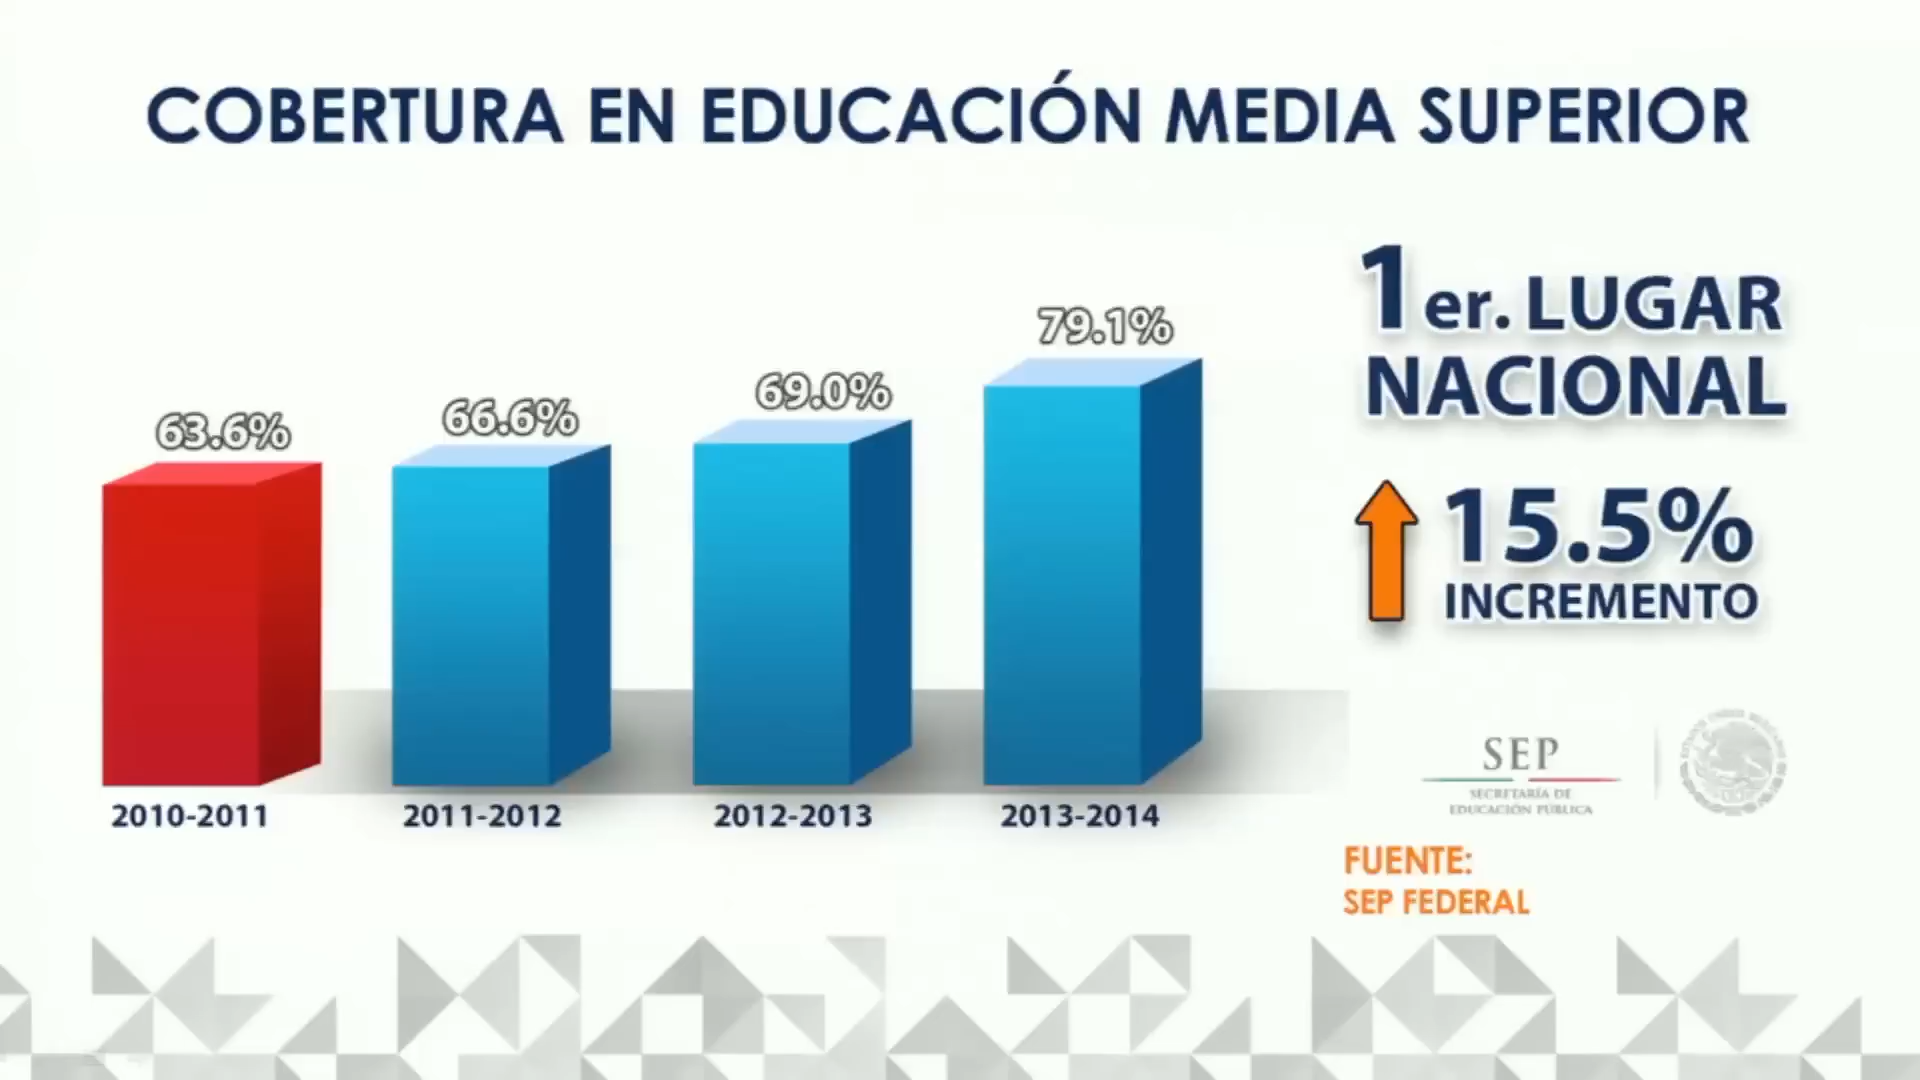 COBERTURA EN EDUCACIÓN MEDIA SUPERIOR
63.6%
66.6%
69.0%
79.1%
2010-2011
2011-2012
2012-2013
2013-2014
1er. LUGAR
NACIONAL
15.5%
INCREMENTO
SEP
SECRETARÍA DE
EDUCACIÓN PÚBLICA
FUENTE:
SEP FEDERAL